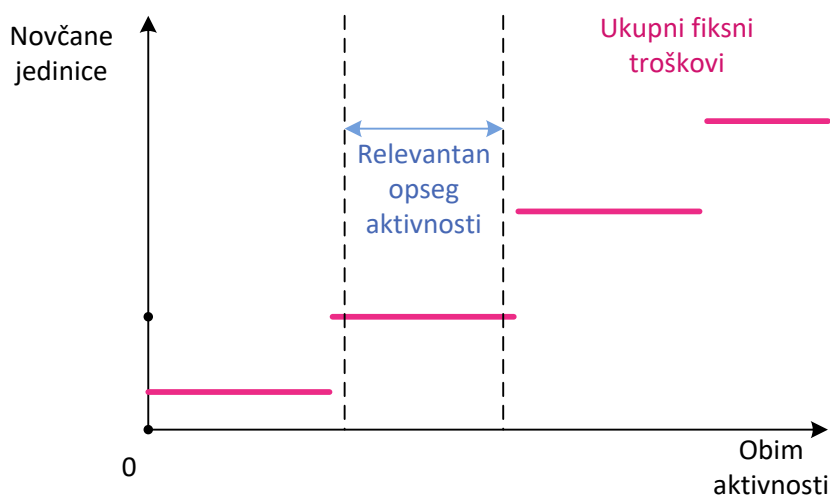 Novčane
jedinice
Ukupni fiksni
troškovi
Relevantan
opseg
aktivnosti
0
Obim
aktivnosti